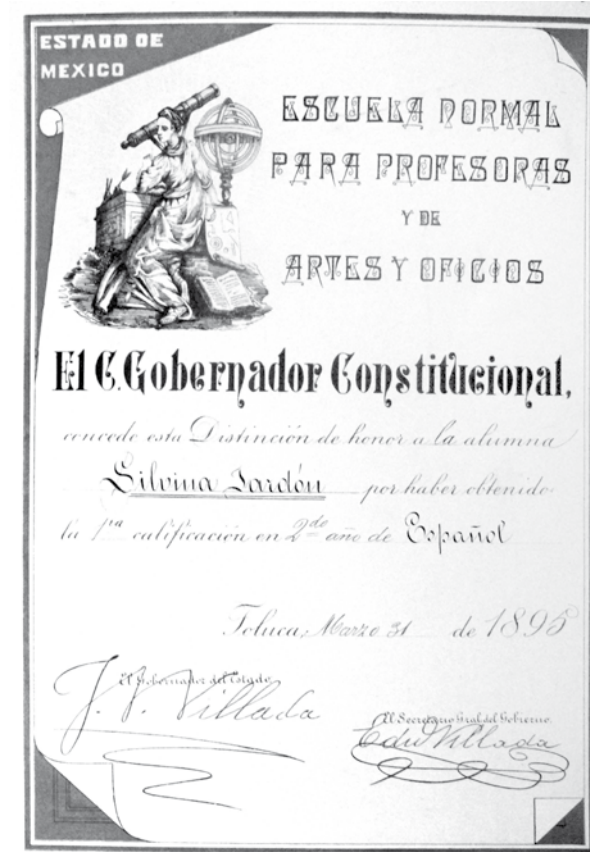 ESTADO DE
MEXICO
ESCUELA NORMAL
PARA PROFESORAS
Y DE
ARTES Y OFICIOS
El C. Gobernador Constitucional,
concede esta Distinción de honor a la alumna
Silvina Jardón por haber obtenido
la 1ra calificación en 2do año de Español
Toluca, Marzo 31 de 1895
El Gobernador del Estado
J. V. Villada
El Secretario Gral del Gobierno
Edu Villada